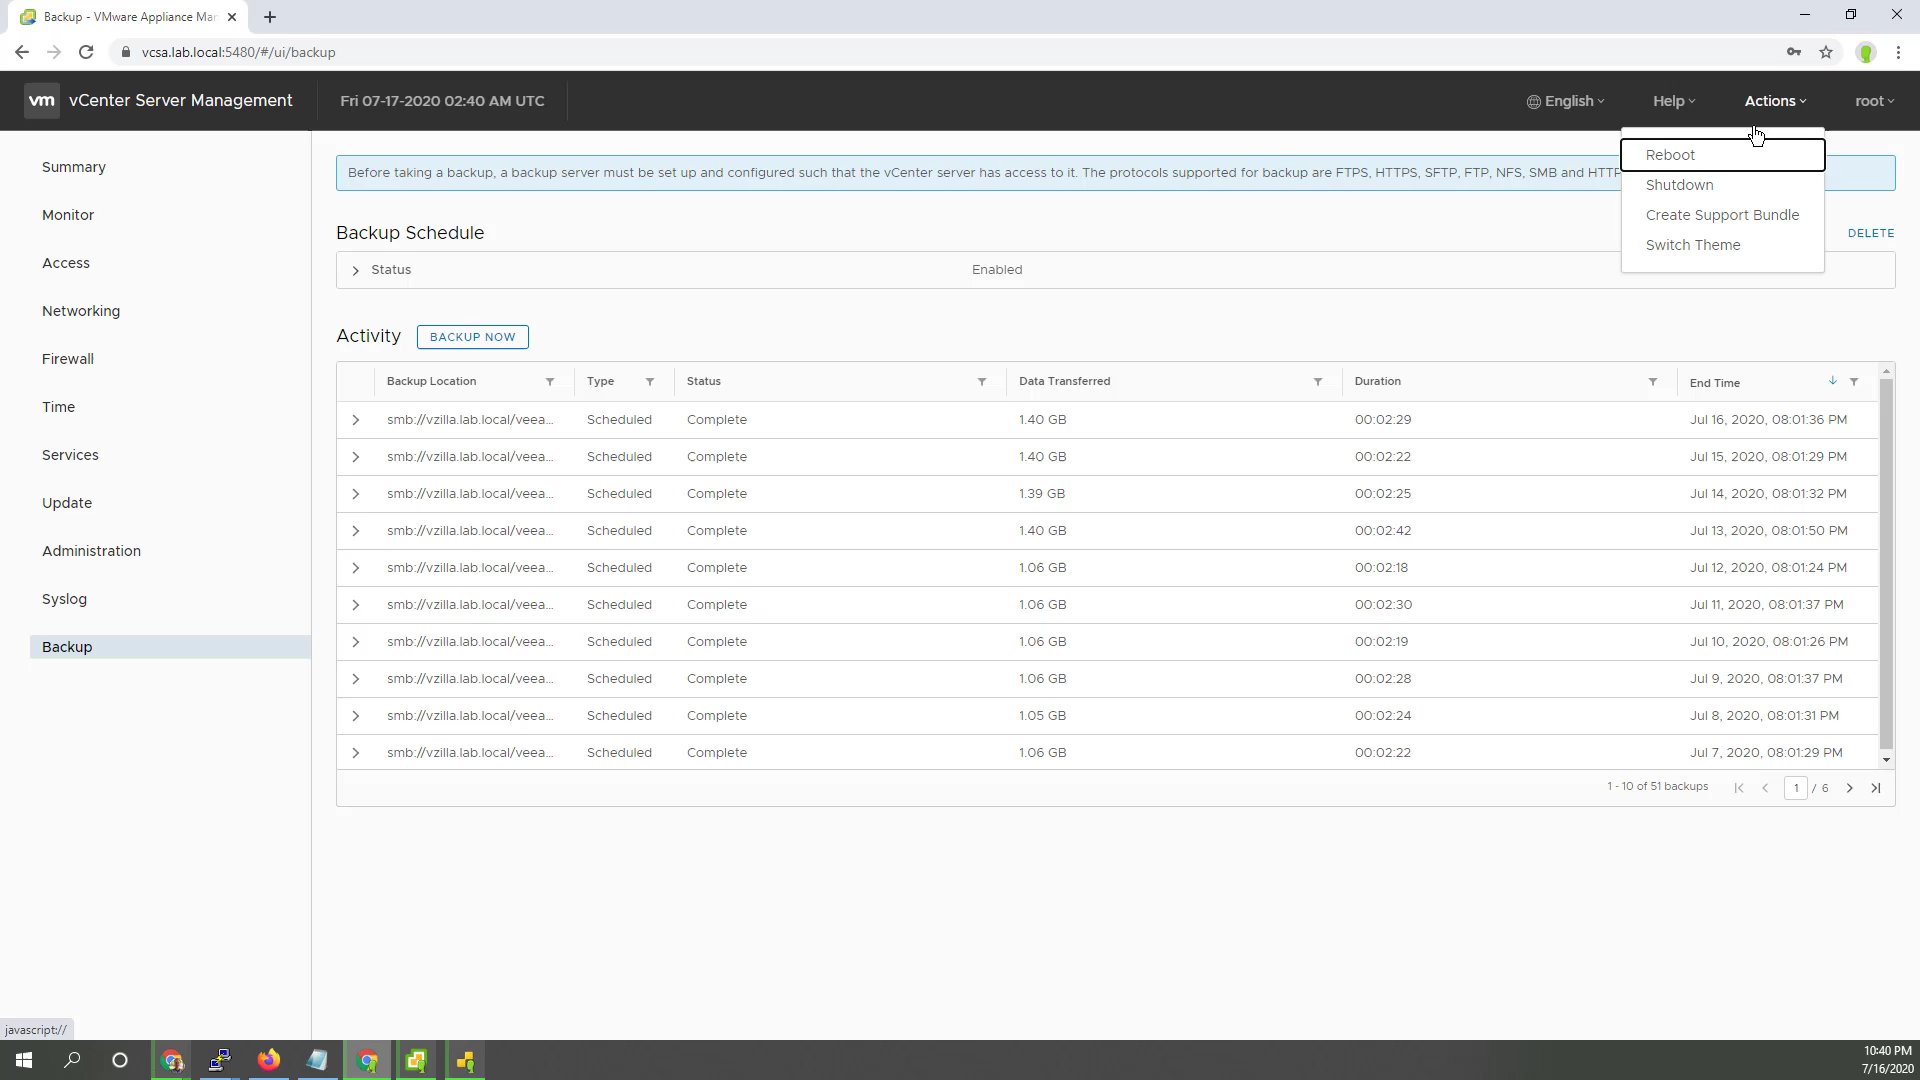 Backup - VMware Appliance Mar
vcsa.lab.local:5480/#/ui/backup
vm vCenter Server Management Fri 07-17-2020 02:40 AM UTC English Help Actions root
Reboot
Shutdown
Create Support Bundle
Switch Theme
Summary
Monitor
Access
Networking
Firewall
Time
Services
Update
Administration
Syslog
Backup
Before taking a backup, a backup server must be set up and configured such that the vCenter server has access to it. The protocols supported for backup are FTPS, HTTPS, SFTP, FTP, NFS, SMB and HTTP
Backup Schedule DELETE
Status Enabled
Activity BACKUP NOW
Backup Location Type Status Data Transferred Duration End Time
smb://vzilla.lab.local/veea... Scheduled Complete 1.40 GB 00:02:29 Jul 16, 2020, 08:01:36 PM
smb://vzilla.lab.local/veea... Scheduled Complete 1.40 GB 00:02:22 Jul 15, 2020, 08:01:29 PM
smb://vzilla.lab.local/veea... Scheduled Complete 1.39 GB 00:02:25 Jul 14, 2020, 08:01:32 PM
smb://vzilla.lab.local/veea... Scheduled Complete 1.40 GB 00:02:42 Jul 13, 2020, 08:01:50 PM
smb://vzilla.lab.local/veea... Scheduled Complete 1.06 GB 00:02:18 Jul 12, 2020, 08:01:24 PM
smb://vzilla.lab.local/veea... Scheduled Complete 1.06 GB 00:02:30 Jul 11, 2020, 08:01:37 PM
smb://vzilla.lab.local/veea... Scheduled Complete 1.06 GB 00:02:19 Jul 10, 2020, 08:01:26 PM
smb://vzilla.lab.local/veea... Scheduled Complete 1.06 GB 00:02:28 Jul 9, 2020, 08:01:37 PM
smb://vzilla.lab.local/veea... Scheduled Complete 1.05 GB 00:02:24 Jul 8, 2020, 08:01:31 PM
smb://vzilla.lab.local/veea... Scheduled Complete 1.06 GB 00:02:22 Jul 7, 2020, 08:01:29 PM
1 - 10 of 51 backups 1 / 6
javascript://
10:40 PM
7/16/2020